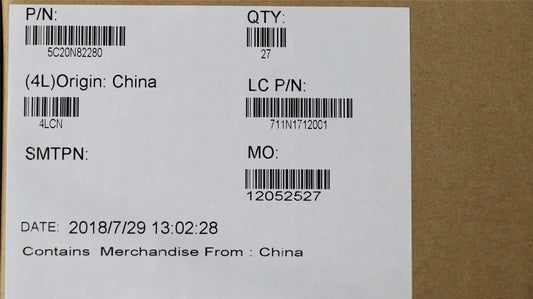 P/N: QTY:
5C20N82280 27
(4L)Origin: China LC P/N:
4LCN 711N1712001
SMTPN: MO:
12052527
DATE: 2018/7/29 13:02:28
Contains Merchandise From : China